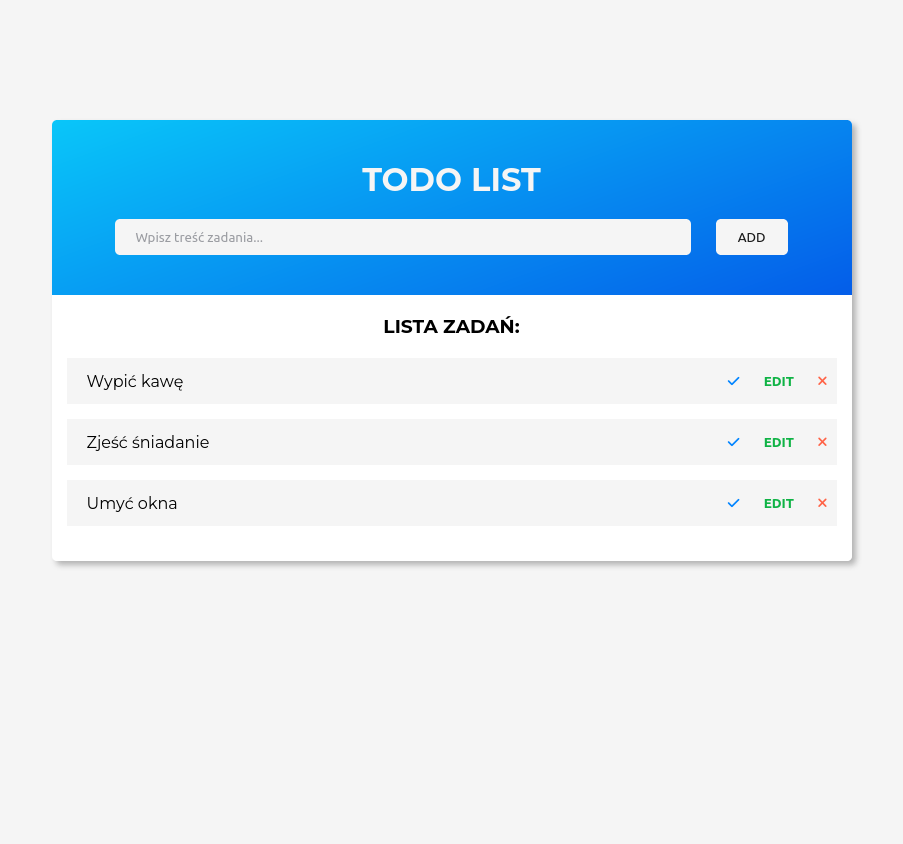 TODO LIST
Wpisz treść zadania... ADD
LISTA ZADAŃ:
Wypić kawę EDIT
Zjeść śniadanie EDIT
Umyć okna EDIT